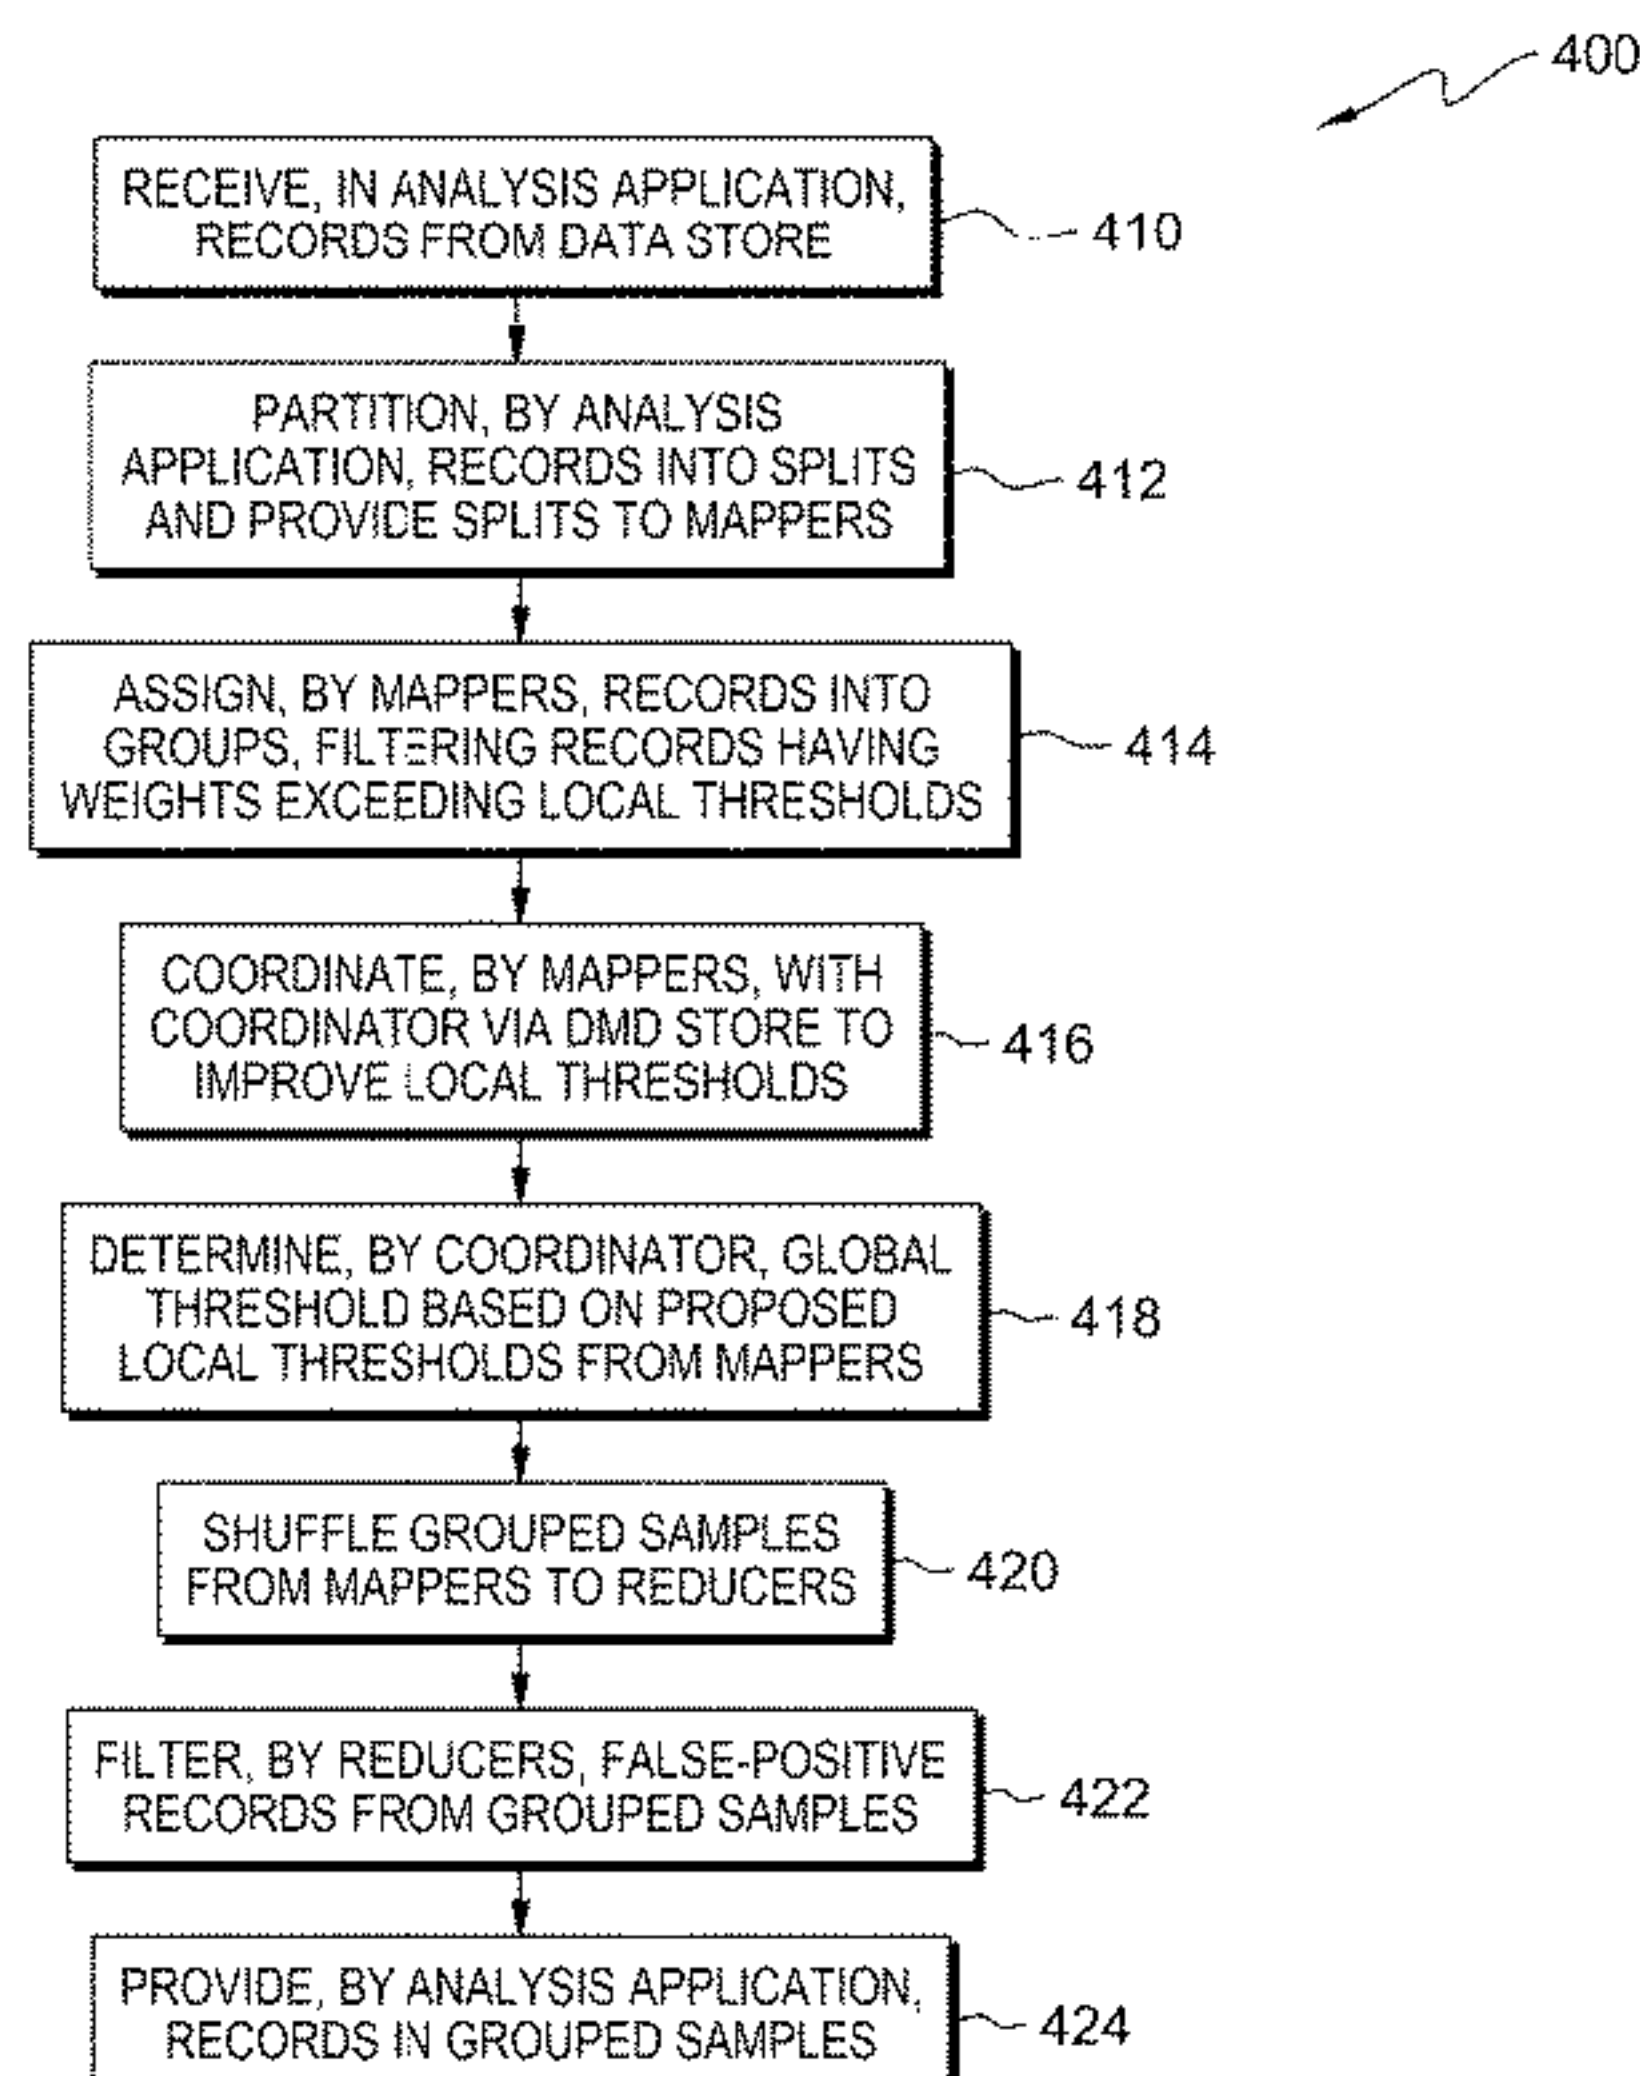 400
RECEIVE, IN ANALYSIS APPLICATION,
RECORDS FROM DATA STORE
410
PARTITION, BY ANALYSIS
APPLICATION, RECORDS INTO SPLITS
AND PROVIDE SPLITS TO MAPPERS
412
ASSIGN, BY MAPPERS, RECORDS INTO
GROUPS, FILTERING RECORDS HAVING
WEIGHTS EXCEEDING LOCAL THRESHOLDS
414
COORDINATE, BY MAPPERS, WITH
COORDINATOR VIA DMD STORE TO
IMPROVE LOCAL THRESHOLDS
416
DETERMINE, BY COORDINATOR, GLOBAL
THRESHOLD BASED ON PROPOSED
LOCAL THRESHOLDS FROM MAPPERS
418
SHUFFLE GROUPED SAMPLES
FROM MAPPERS TO REDUCERS
420
FILTER, BY REDUCERS, FALSE-POSITIVE
RECORDS FROM GROUPED SAMPLES
422
PROVIDE, BY ANALYSIS APPLICATION,
RECORDS IN GROUPED SAMPLES
424